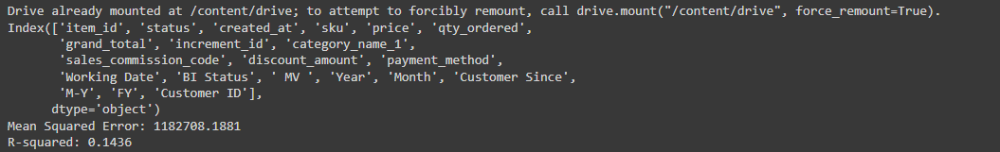 Drive already mounted at /content/drive; to attempt to forcibly remount, call drive.mount("/content/drive", force_remount=True).
Index(['item_id', 'status', 'created_at', 'sku', 'price', 'qty_ordered',
       'grand_total', 'increment_id', 'category_name_1',
       'sales_commission_code', 'discount_amount', 'payment_method',
       'Working Date', 'BI Status', ' MV ', 'Year', 'Month', 'Customer Since',
       'M-Y', 'FY', 'Customer ID'],
      dtype='object')
Mean Squared Error: 1182708.1881
R-squared: 0.1436